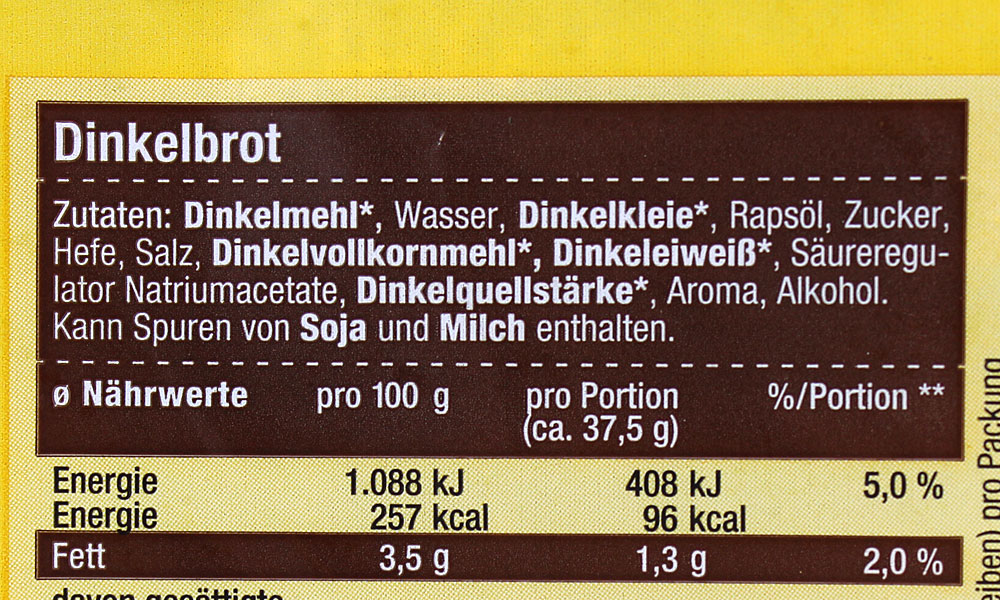 Dinkelbrot
Zutaten: Dinkelmehl*, Wasser, Dinkelkleie*, Rapsöl, Zucker,
Hefe, Salz, Dinkelvollkornmehl*, Dinkeleiweiß*, Säureregu-
lator Natriumacetate, Dinkelquellstärke*, Aroma, Alkohol.
Kann Spuren von Soja und Milch enthalten.
ø Nährwerte pro 100 g pro Portion %/Portion **
(ca. 37,5 g)
Energie 1.088 kJ 408 kJ 5,0 %
Energie 257 kcal 96 kcal
Fett 3,5 g 1,3 g 2,0 %
davon gesättigte
pro Packung